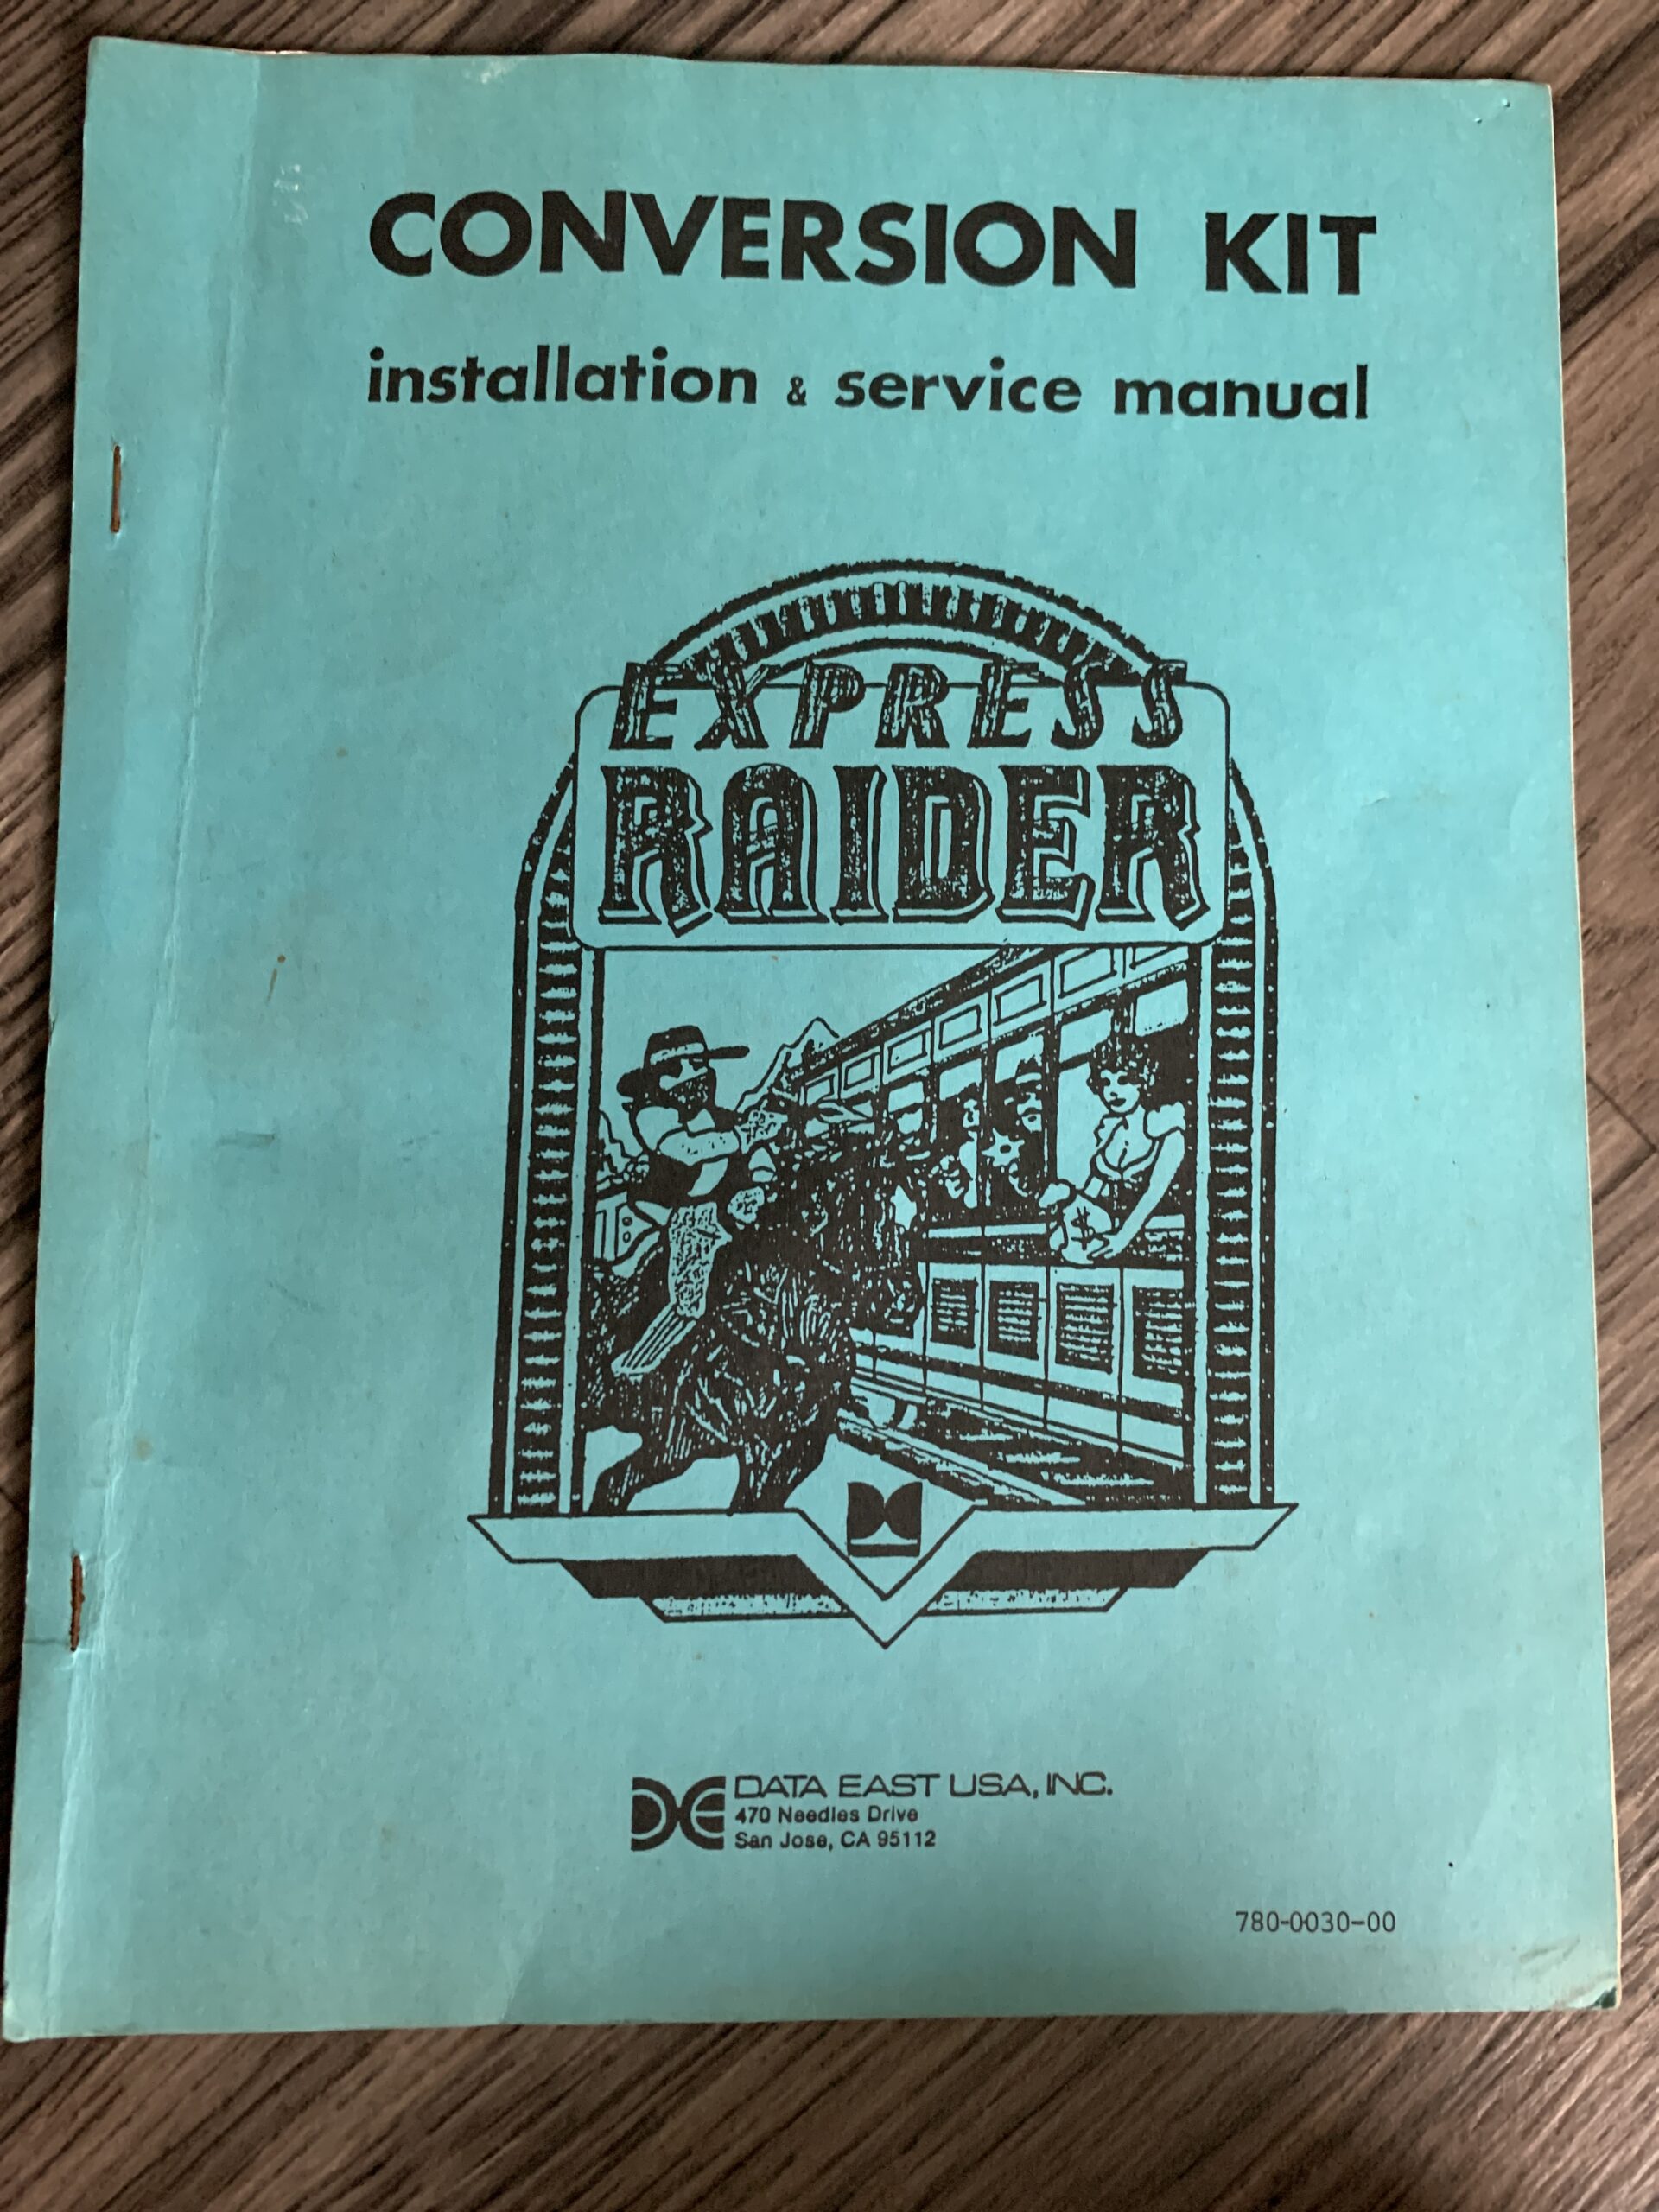 CONVERSION KIT
installation & service manual
EXPRESS
RAIDER
$
DE DATA EAST USA, INC.
470 Needles Drive
San Jose, CA 95112
780-0030-00